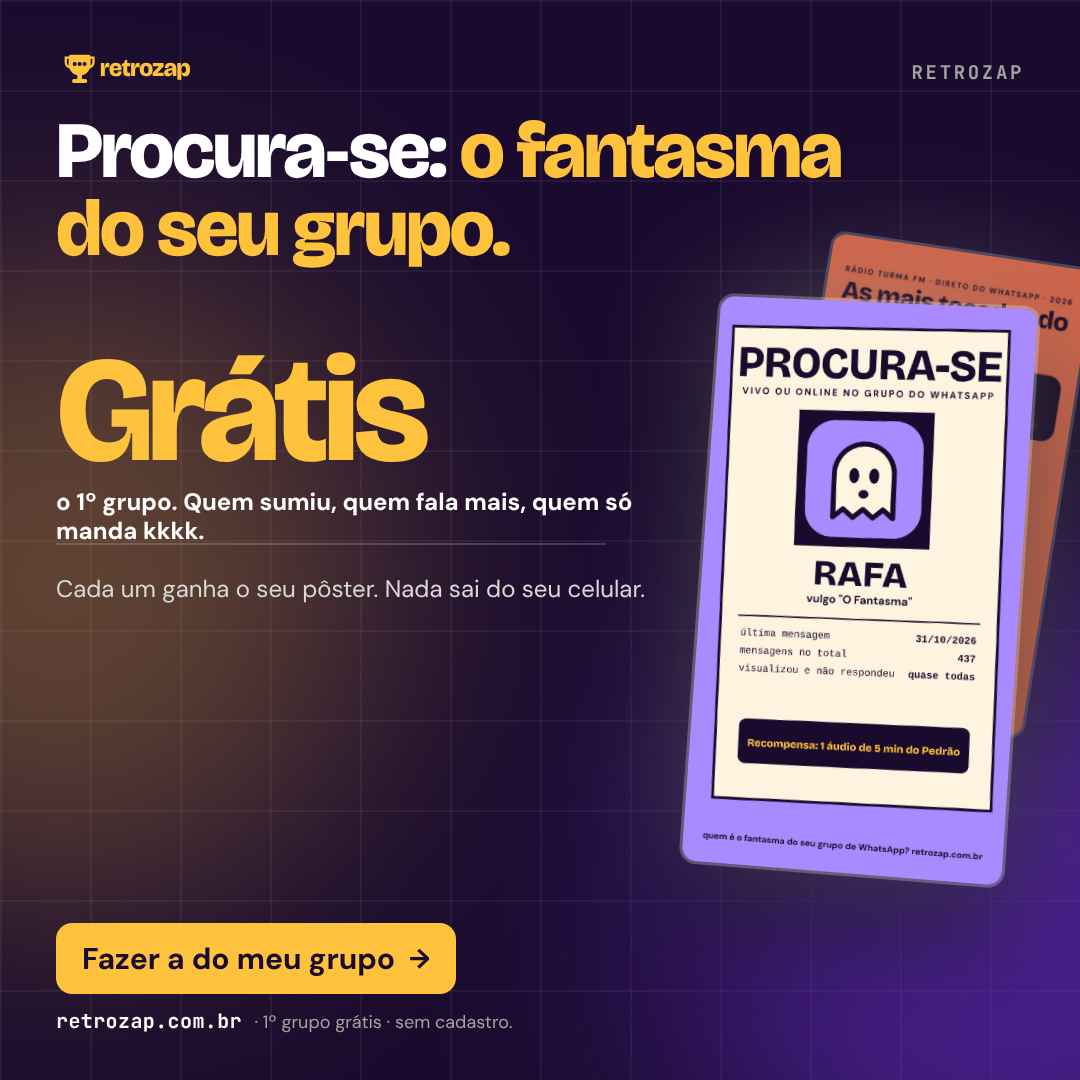 retrozap
RETROZAP
Procura-se: o fantasma
do seu grupo.
Grátis
o 1º grupo. Quem sumiu, quem fala mais, quem só
manda kkkk.
Cada um ganha o seu pôster. Nada sai do seu celular.
RÁDIO TURMA FM · DIRETO DO WHATSAPP · 2026
As mais
do
PROCURA-SE
VIVO OU ONLINE NO GRUPO DO WHATSAPP
RAFA
vulgo "O Fantasma"
última mensagem 31/10/2026
mensagens no total 437
visualizou e não respondeu quase todas
Recompensa: 1 áudio de 5 min do Pedrão
quem é o fantasma do seu grupo de WhatsApp? retrozap.com.br
Fazer a do meu grupo →
retrozap.com.br · 1º grupo grátis · sem cadastro.